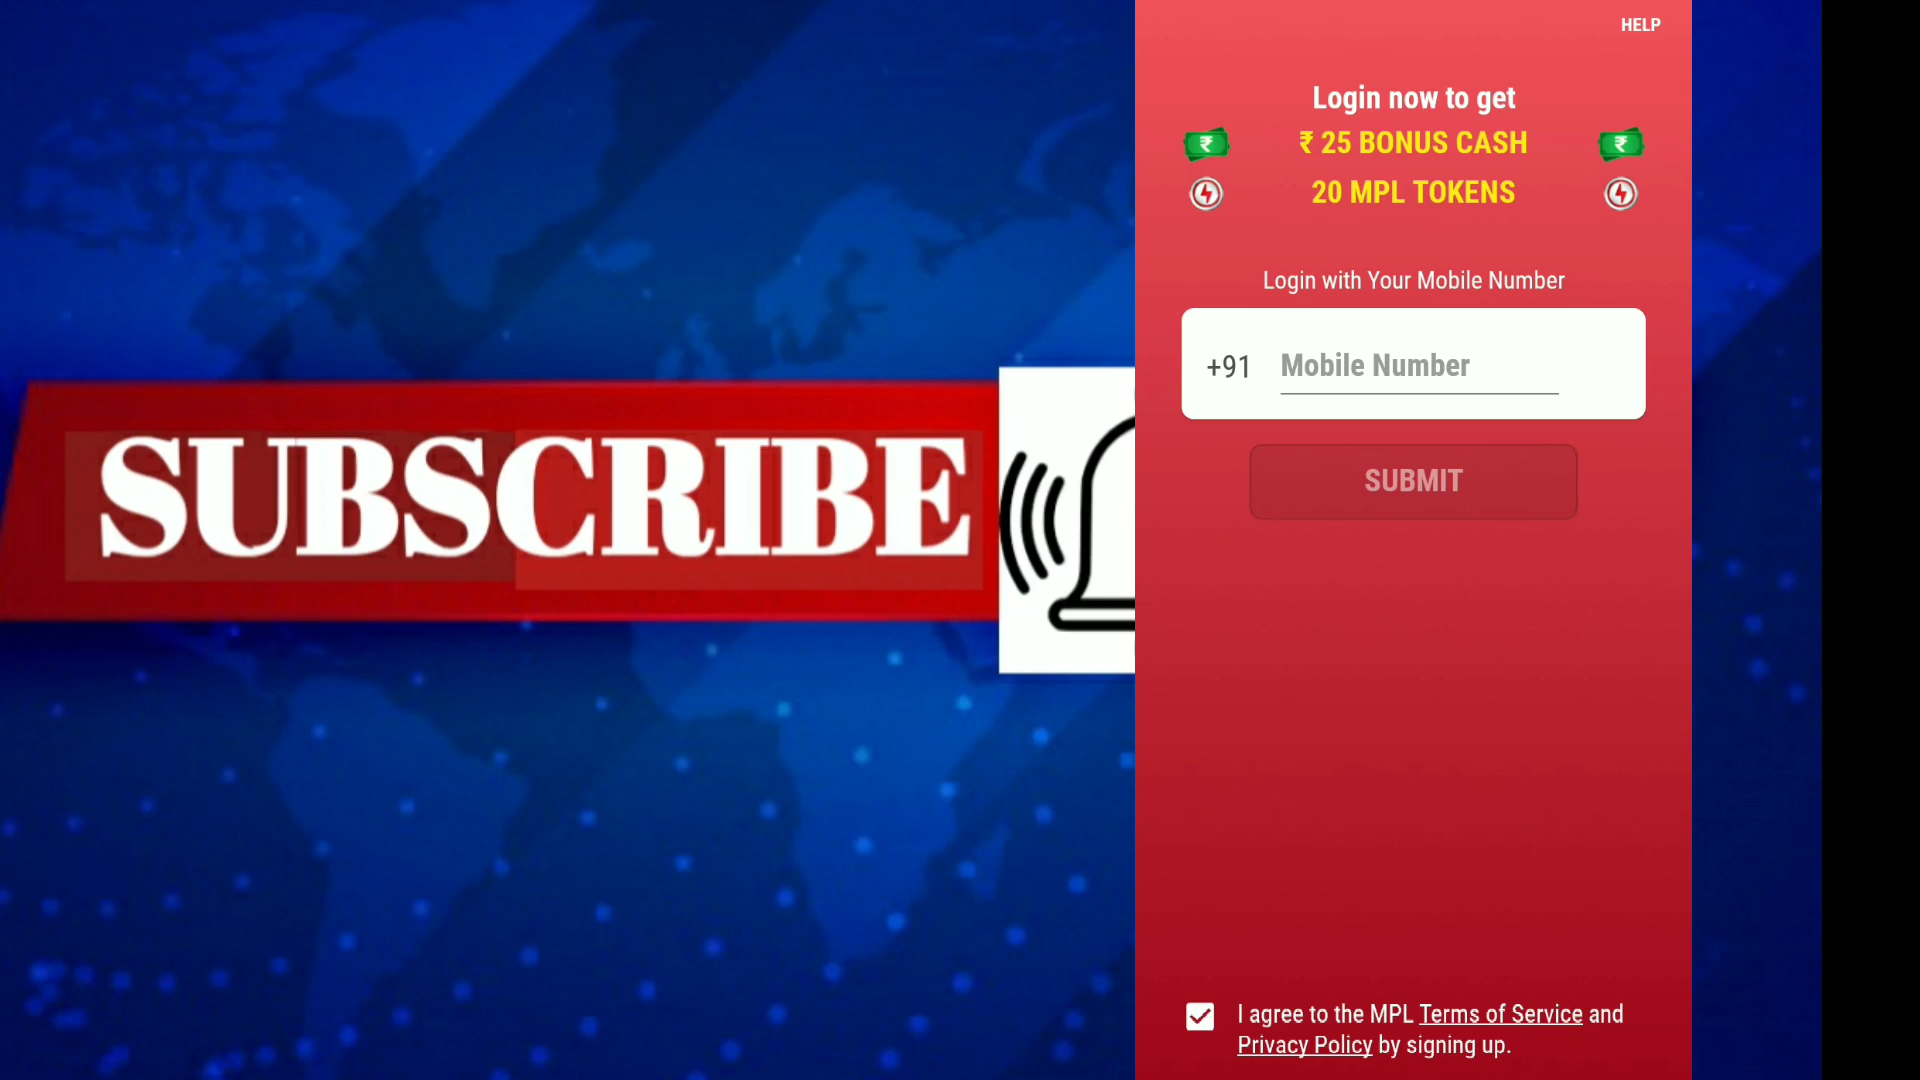 HELP
Login now to get
₹ 25 BONUS CASH
20 MPL TOKENS
Login with Your Mobile Number
+91 Mobile Number
SUBSCRIBE
SUBMIT
I agree to the MPL Terms of Service and
Privacy Policy by signing up.